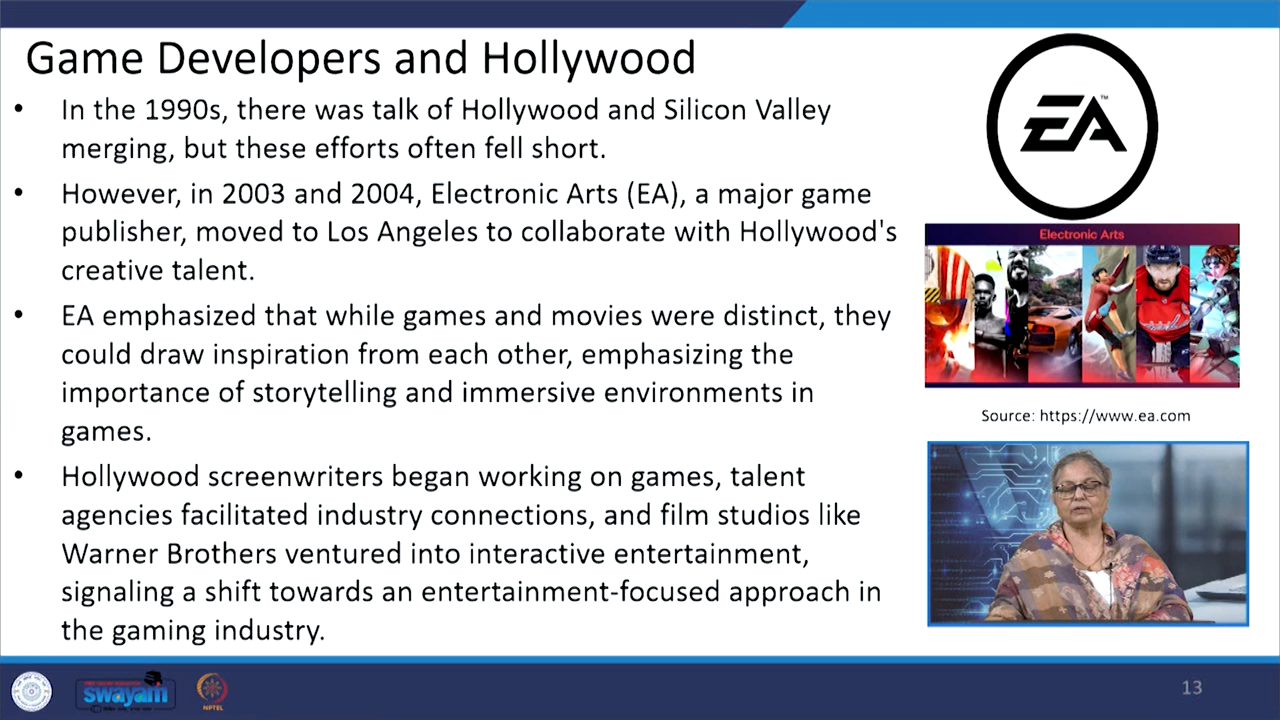 Game Developers and Hollywood
• In the 1990s, there was talk of Hollywood and Silicon Valley
merging, but these efforts often fell short.
• However, in 2003 and 2004, Electronic Arts (EA), a major game
publisher, moved to Los Angeles to collaborate with Hollywood's
creative talent.
• EA emphasized that while games and movies were distinct, they
could draw inspiration from each other, emphasizing the
importance of storytelling and immersive environments in
games.
• Hollywood screenwriters began working on games, talent
agencies facilitated industry connections, and film studios like
Warner Brothers ventured into interactive entertainment,
signaling a shift towards an entertainment-focused approach in
the gaming industry.
EA™
Electronic Arts
Source: https://www.ea.com
swayam
NPTEL
13